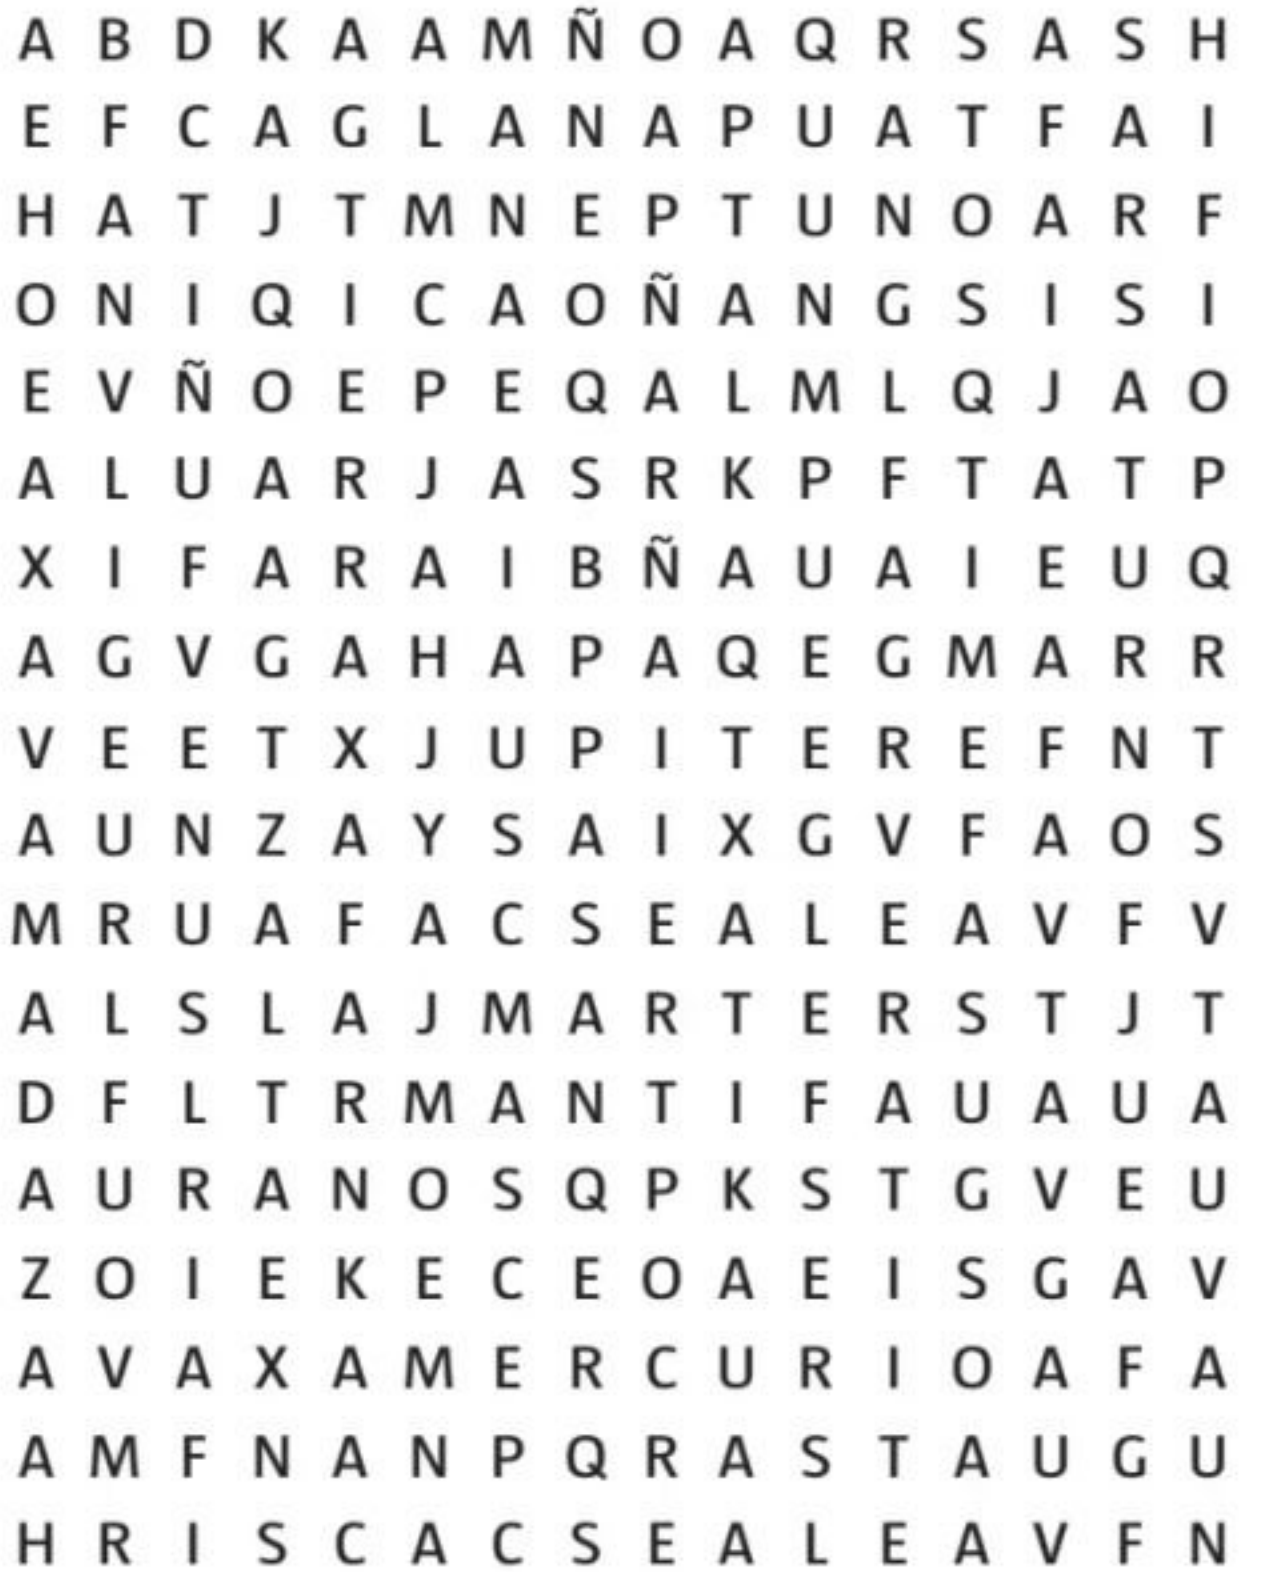 A B D K A A M Ñ O A Q R S A S H
E F C A G L A N A P U A T F A I
H A T J T M N E P T U N O A R F
O N I Q I C A O Ñ A N G S I S I
E V Ñ O E P E Q A L M L Q J A O
A L U A R J A S R K P F T A T P
X I F A R A I B Ñ A U A I E U Q
A G V G A H A P A Q E G M A R R
V E E T X J U P I T E R E F N T
A U N Z A Y S A I X G V F A O S
M R U A F A C S E A L E A V F V
A L S L A J M A R T E R S T J T
D F L T R M A N T I F A U A U A
A U R A N O S Q P K S T G V E U
Z O I E K E C E O A E I S G A V
A V A X A M E R C U R I O A F A
A M F N A N P Q R A S T A U G U
H R I S C A C S E A L E A V F N